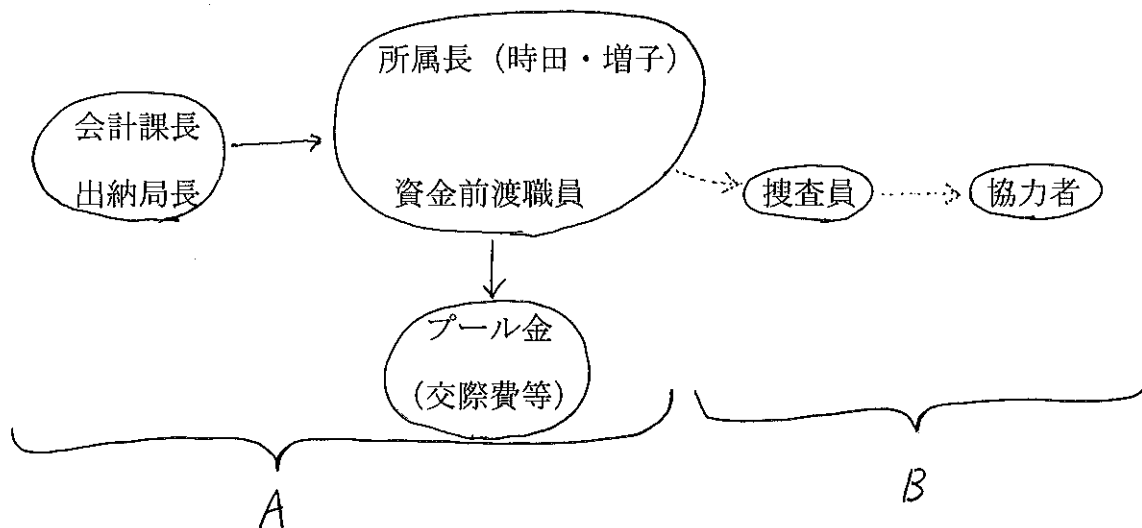 所属長（時田・増子）
会計課長
出納局長
資金前渡職員
捜査員
協力者
プール金
（交際費等）
A
B